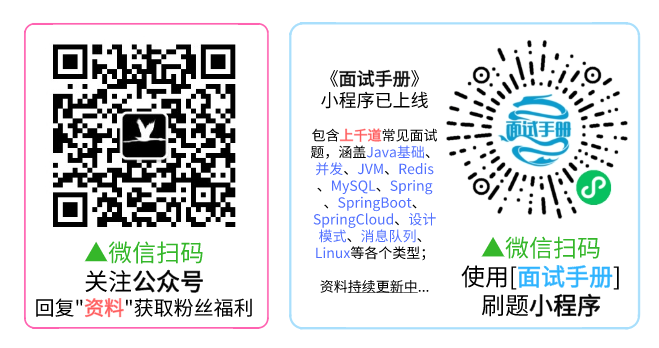 ▲微信扫码
关注公众号
回复"资料"获取粉丝福利
《面试手册》
小程序已上线
包含上千道常见面试
题，涵盖Java基础、
并发、JVM、Redis
、MySQL、Spring
、SpringBoot、
SpringCloud、设计
模式、消息队列、
Linux等各个类型；
资料持续更新中...
面试手册
▲微信扫码
使用[面试手册]
刷题小程序